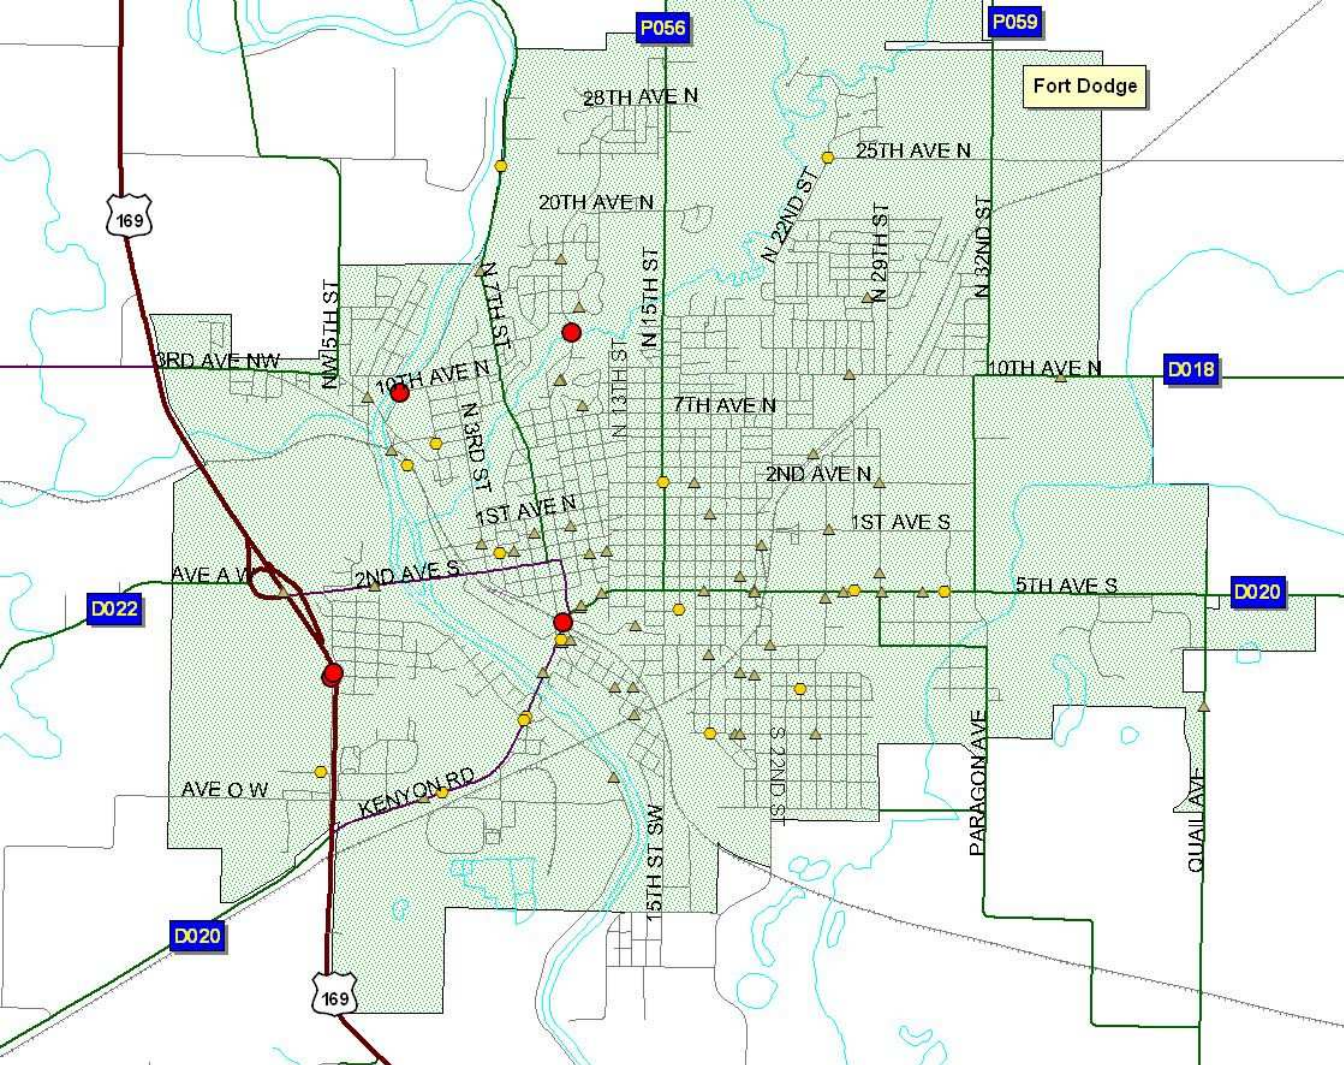 P056
P059
Fort Dodge
28TH AVE N
25TH AVE N
20TH AVE N
169
N 22ND ST
N 29TH ST
N 32ND ST
N 7TH ST
N 15TH ST
NW 5TH ST
3RD AVE NW
10TH AVE N
10TH AVE N
D018
N 13TH ST
7TH AVE N
N 3RD ST
2ND AVE N
1ST AVE N
1ST AVE S
AVE A W
2ND AVE S
5TH AVE S
D020
D022
S 22ND ST
PARAGON AVE
QUAIL AVE
AVE O W
KENYON RD
15TH ST SW
D020
169